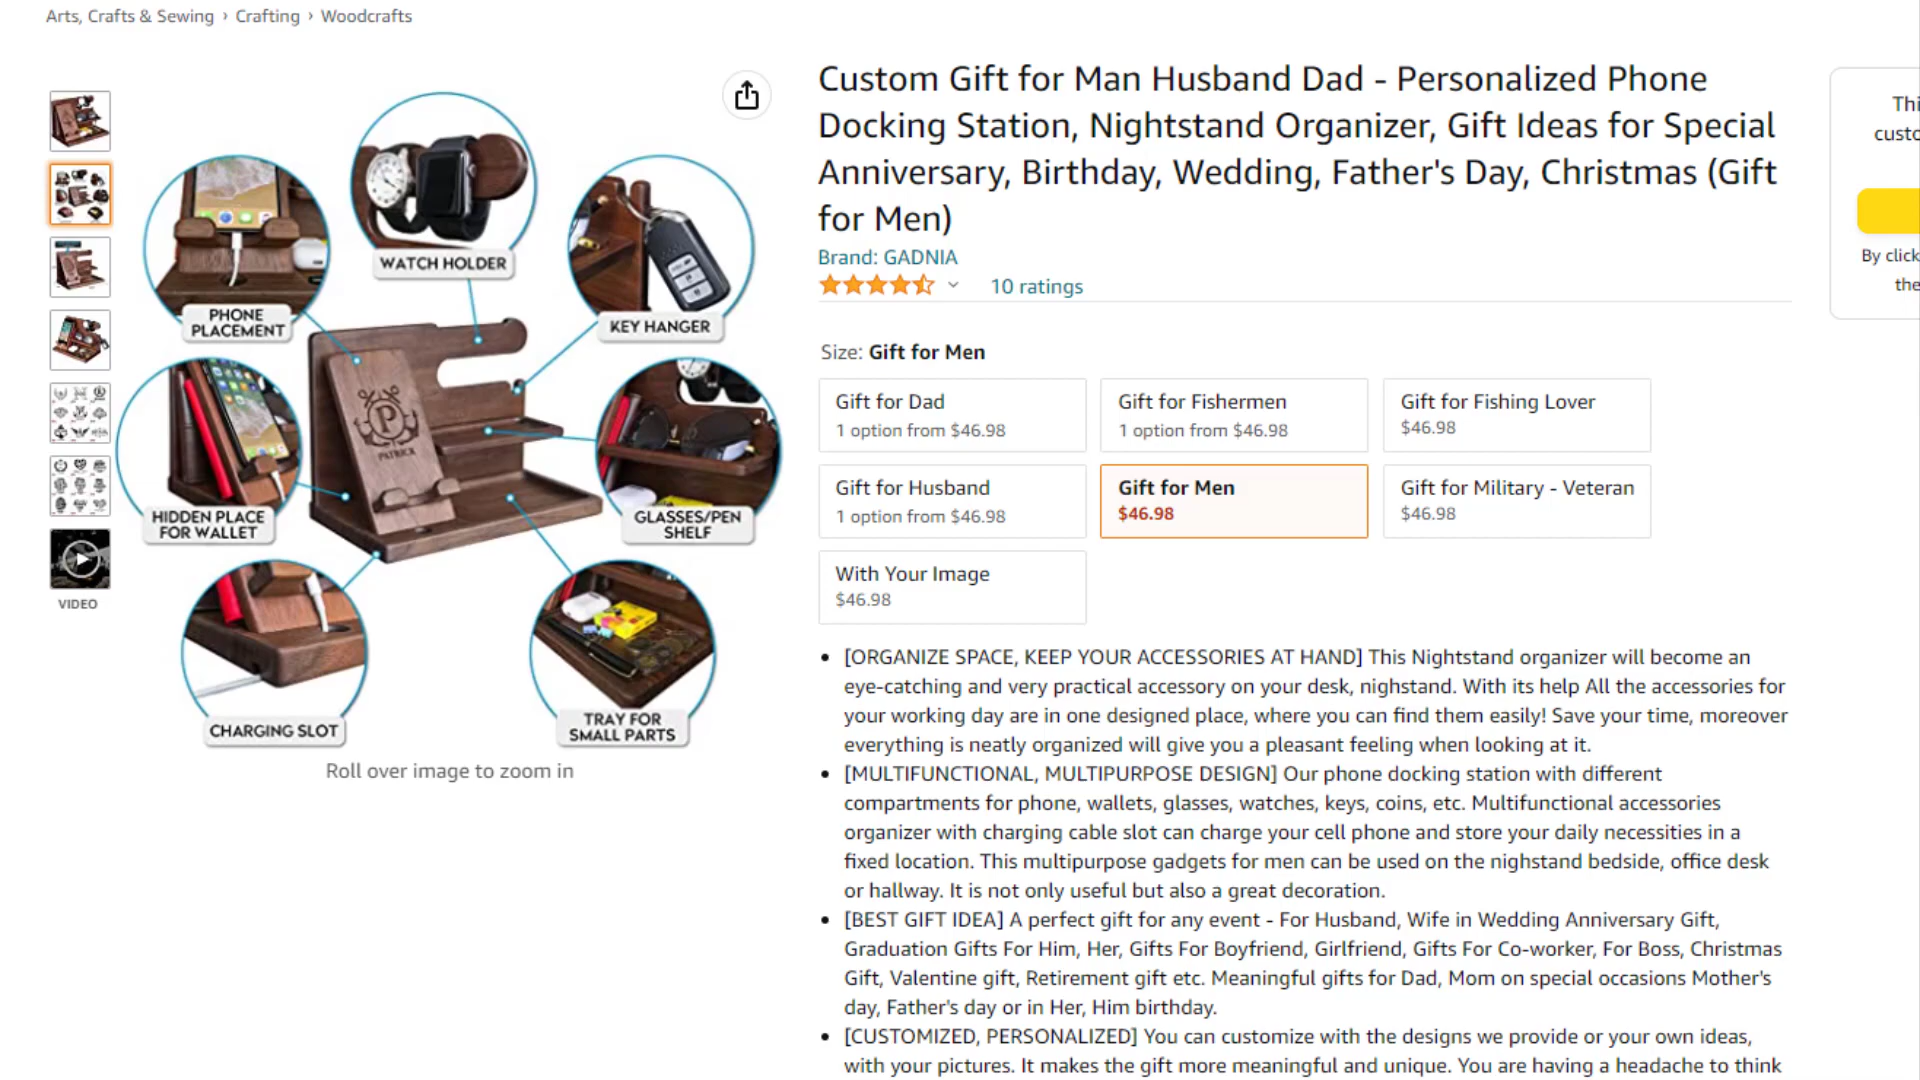 Arts, Crafts & Sewing › Crafting › Woodcrafts
WATCH HOLDER
PHONE
PLACEMENT
KEY HANGER
P
PATRICK
HIDDEN PLACE
FOR WALLET
GLASSES/PEN
SHELF
CHARGING SLOT
TRAY FOR
SMALL PARTS
VIDEO
Roll over image to zoom in
Custom Gift for Man Husband Dad - Personalized Phone
Docking Station, Nightstand Organizer, Gift Ideas for Special
Anniversary, Birthday, Wedding, Father's Day, Christmas (Gift
for Men)
Brand: GADNIA
10 ratings
Size: Gift for Men
Gift for Dad
1 option from $46.98
Gift for Fishermen
1 option from $46.98
Gift for Fishing Lover
$46.98
Gift for Husband
1 option from $46.98
Gift for Men
$46.98
Gift for Military - Veteran
$46.98
With Your Image
$46.98
• [ORGANIZE SPACE, KEEP YOUR ACCESSORIES AT HAND] This Nightstand organizer will become an
eye-catching and very practical accessory on your desk, nighstand. With its help All the accessories for
your working day are in one designed place, where you can find them easily! Save your time, moreover
everything is neatly organized will give you a pleasant feeling when looking at it.
• [MULTIFUNCTIONAL, MULTIPURPOSE DESIGN] Our phone docking station with different
compartments for phone, wallets, glasses, watches, keys, coins, etc. Multifunctional accessories
organizer with charging cable slot can charge your cell phone and store your daily necessities in a
fixed location. This multipurpose gadgets for men can be used on the nighstand bedside, office desk
or hallway. It is not only useful but also a great decoration.
• [BEST GIFT IDEA] A perfect gift for any event - For Husband, Wife in Wedding Anniversary Gift,
Graduation Gifts For Him, Her, Gifts For Boyfriend, Girlfriend, Gifts For Co-worker, For Boss, Christmas
Gift, Valentine gift, Retirement gift etc. Meaningful gifts for Dad, Mom on special occasions Mother's
day, Father's day or in Her, Him birthday.
• [CUSTOMIZED, PERSONALIZED] You can customize with the designs we provide or your own ideas,
with your pictures. It makes the gift more meaningful and unique. You are having a headache to think
Thi
custo
By click
the